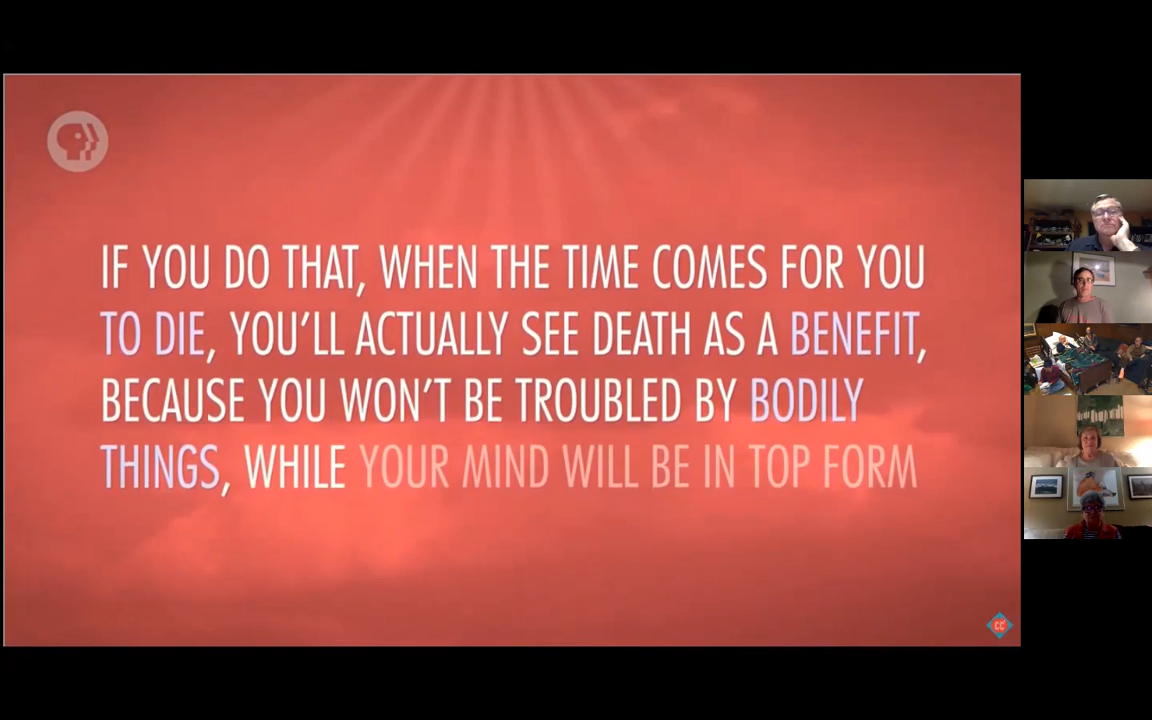 IF YOU DO THAT, WHEN THE TIME COMES FOR YOU
TO DIE, YOU'LL ACTUALLY SEE DEATH AS A BENEFIT,
BECAUSE YOU WON'T BE TROUBLED BY BODILY
THINGS, WHILE YOUR MIND WILL BE IN TOP FORM
CC